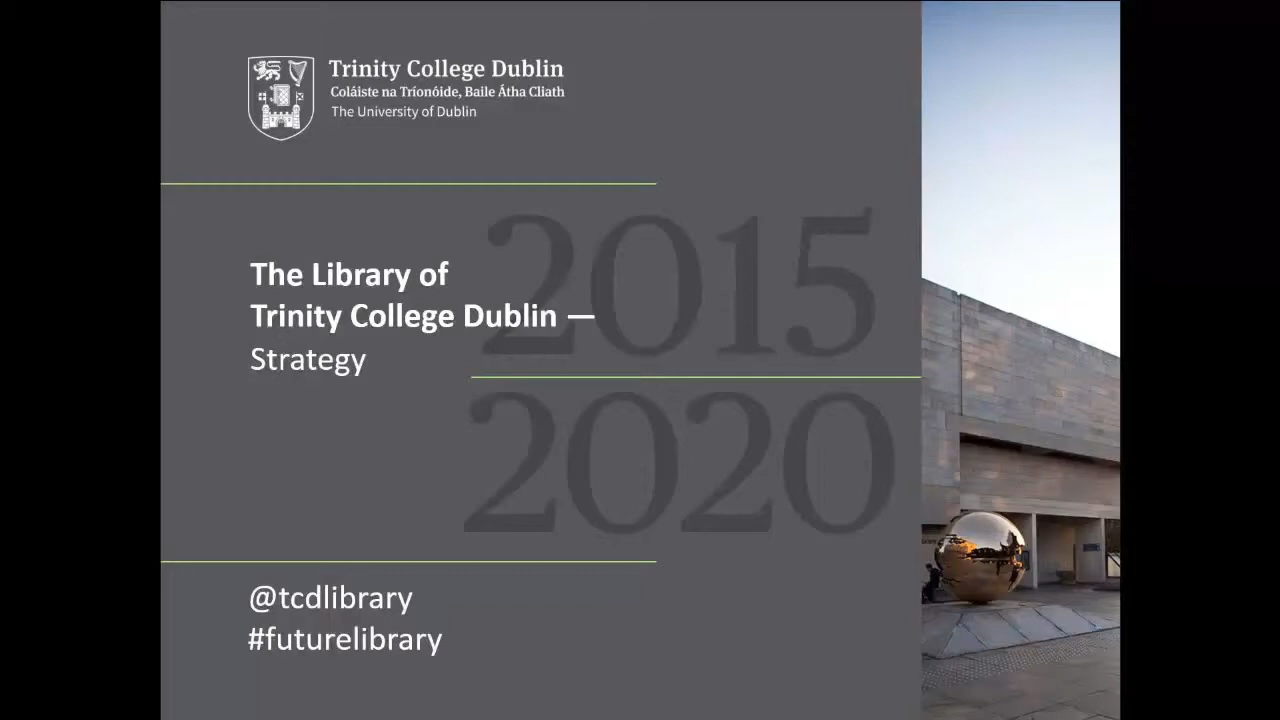 Trinity College Dublin
Coláiste na Tríonóide, Baile Átha Cliath
The University of Dublin
2015
The Library of
Trinity College Dublin —
Strategy
2020
@tcdlibrary
#futurelibrary